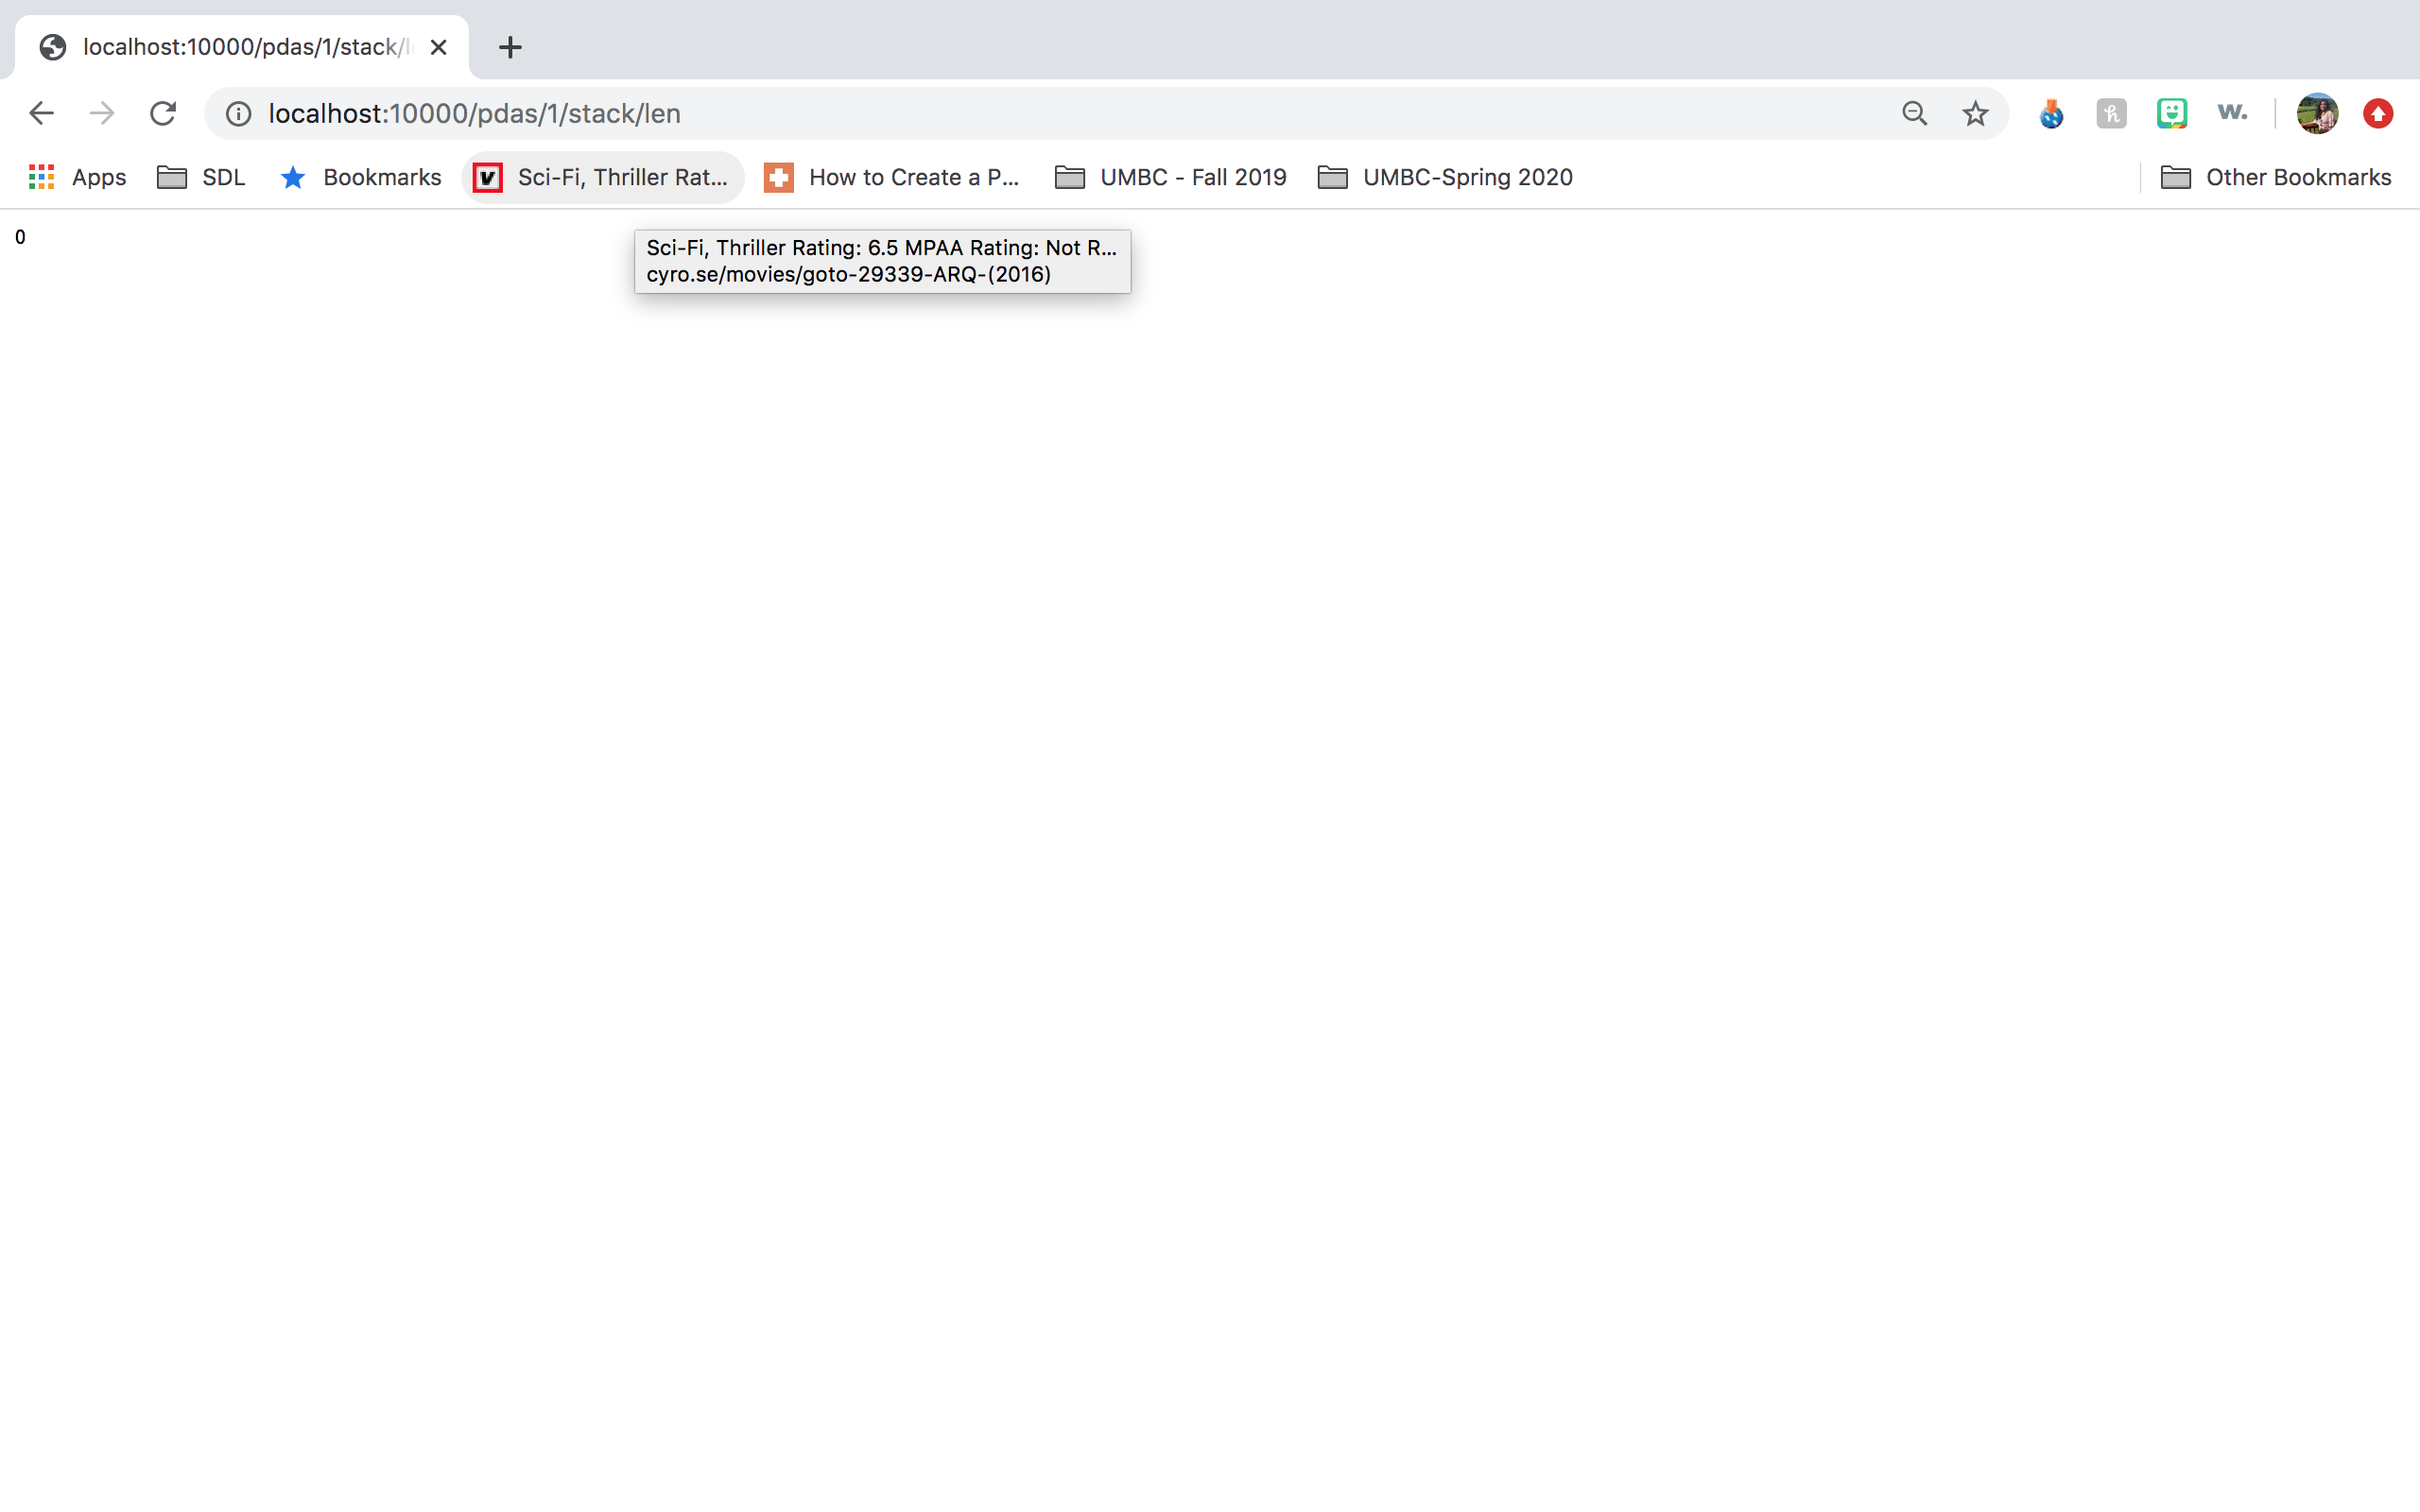 localhost:10000/pdas/1/stack/l
localhost:10000/pdas/1/stack/len
w.
Apps
SDL
Bookmarks
Sci-Fi, Thriller Rat...
How to Create a P...
UMBC - Fall 2019
UMBC-Spring 2020
Other Bookmarks
0
Sci-Fi, Thriller Rating: 6.5 MPAA Rating: Not R...
cyro.se/movies/goto-29339-ARQ-(2016)